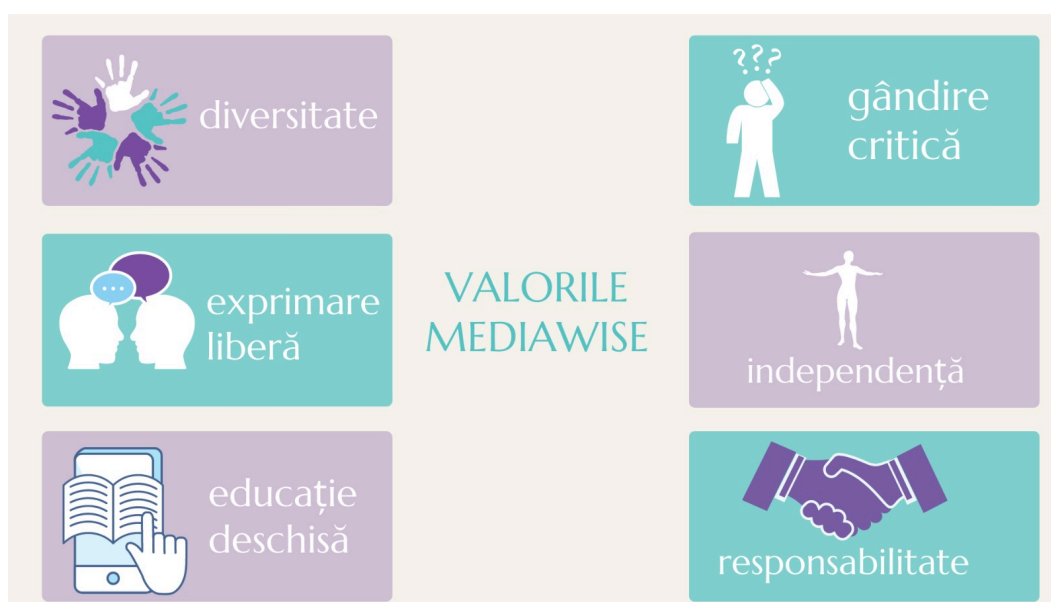 diversitate
exprimare
liberă
educație
deschisă
VALORILE
MEDIAWISE
???
gândire
critică
independență
responsabilitate